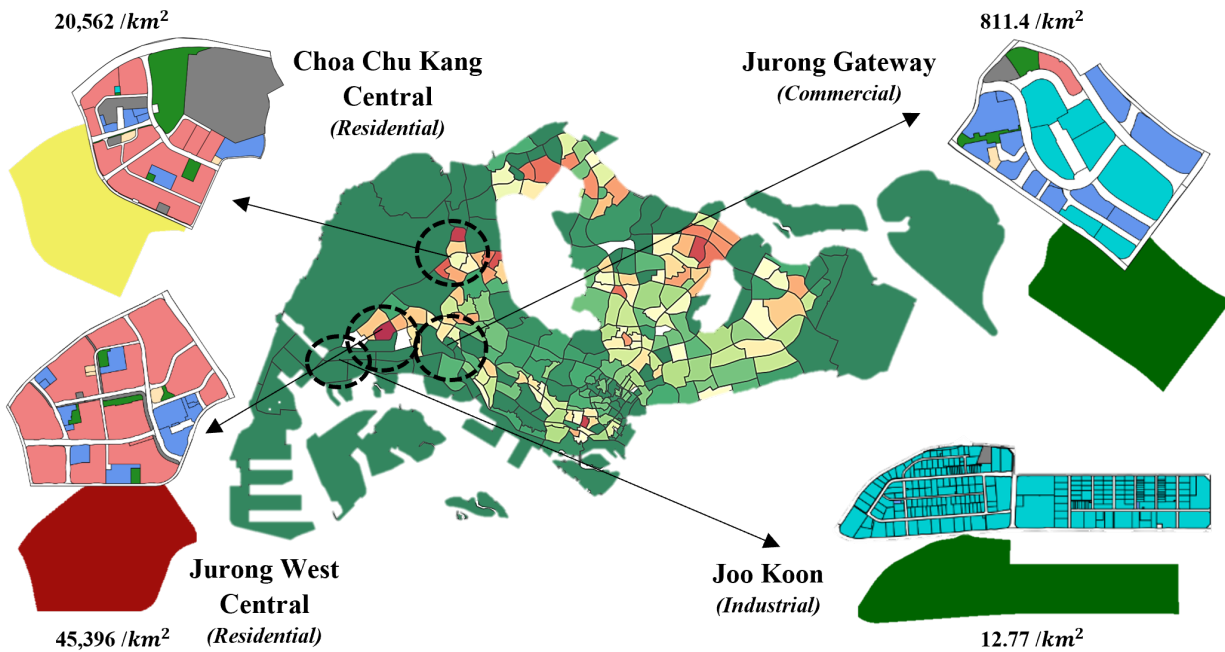 20,562 /km²
Choa Chu Kang
Central
(Residential)
811.4 /km²
Jurong Gateway
(Commercial)
Jurong West
Central
(Residential)
45,396 /km²
Joo Koon
(Industrial)
12.77 /km²